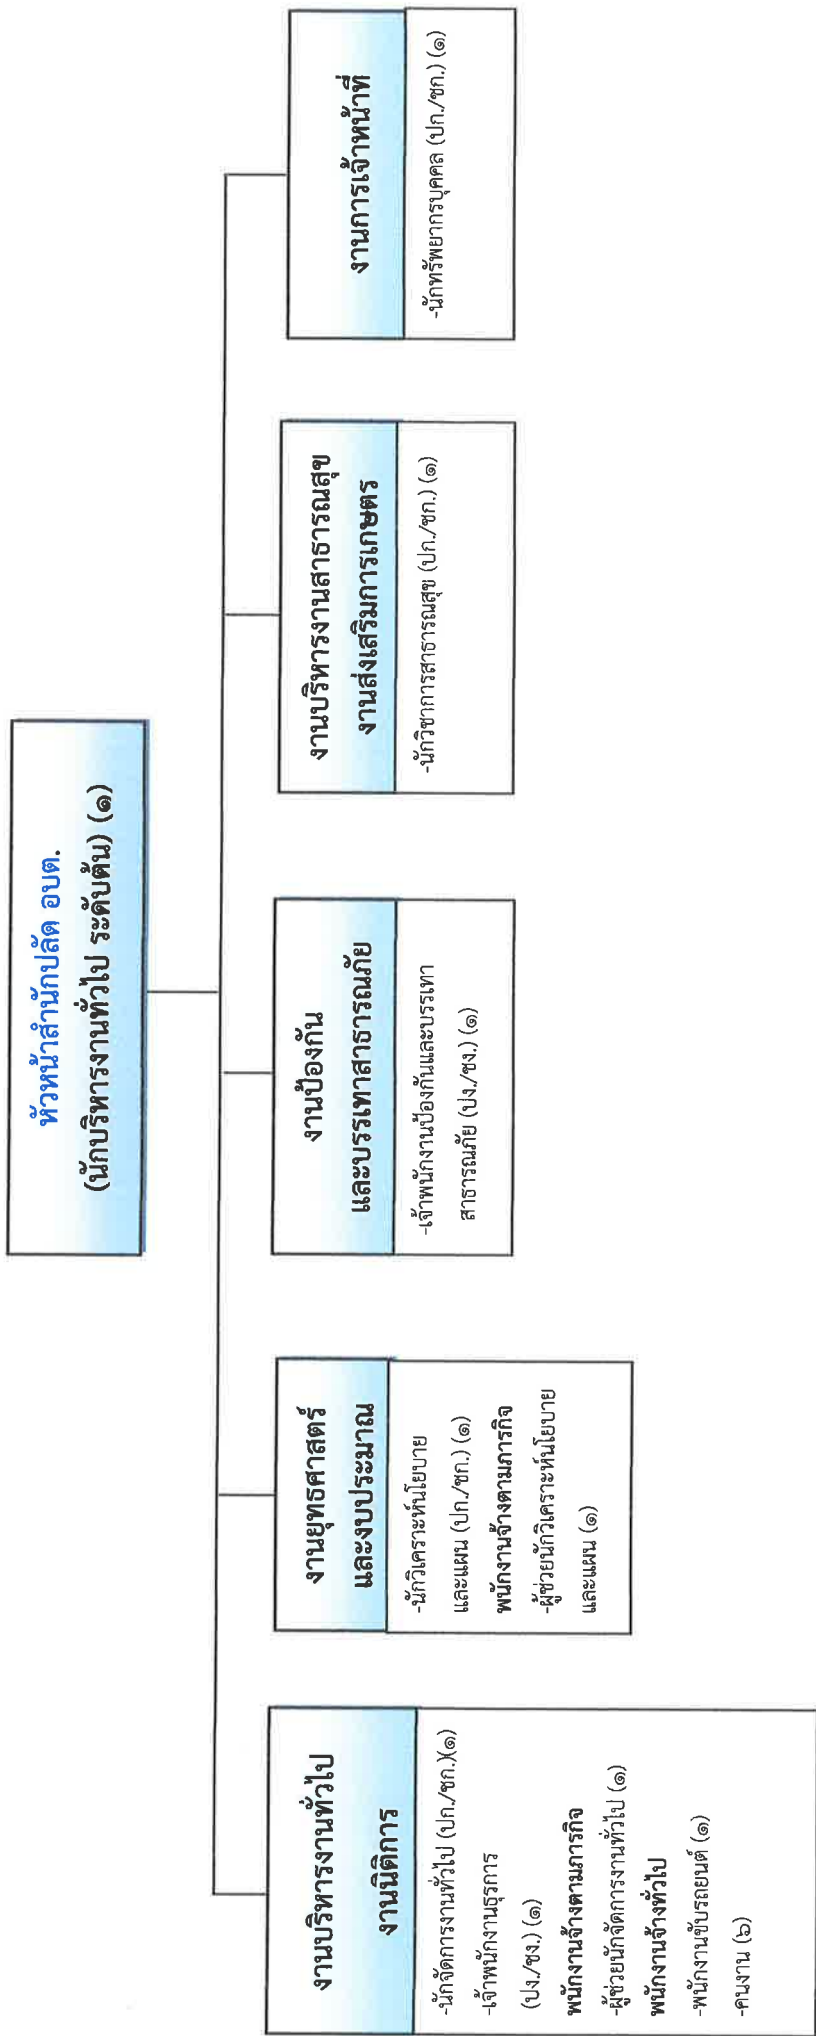 หัวหน้าสำนักปลัด อบต.
(นักบริหารงานทั่วไป ระดับต้น) (๑)
งานบริหารงานทั่วไป
งานนิติการ
-นักจัดการงานทั่วไป (ปก./ชก.)(๑)
-เจ้าพนักงานธุรการ
(ปง./ชง.) (๑)
พนักงานจ้างตามภารกิจ
-ผู้ช่วยนักจัดการงานทั่วไป (๑)
พนักงานจ้างทั่วไป
-พนักงานขับรถยนต์ (๑)
-คนงาน (๖)
งานยุทธศาสตร์
และงบประมาณ
-นักวิเคราะห์นโยบาย
และแผน (ปก./ชก.) (๑)
พนักงานจ้างตามภารกิจ
-ผู้ช่วยนักวิเคราะห์นโยบาย
และแผน (๑)
งานป้องกัน
และบรรเทาสาธารณภัย
-เจ้าพนักงานป้องกันและบรรเทา
สาธารณภัย (ปง./ชง.) (๑)
งานบริหารงานสาธารณสุข
งานส่งเสริมการเกษตร
-นักวิชาการสาธารณสุข (ปก./ชก.) (๑)
งานการเจ้าหน้าที่
-นักทรัพยากรบุคคล (ปก./ชก.) (๑)